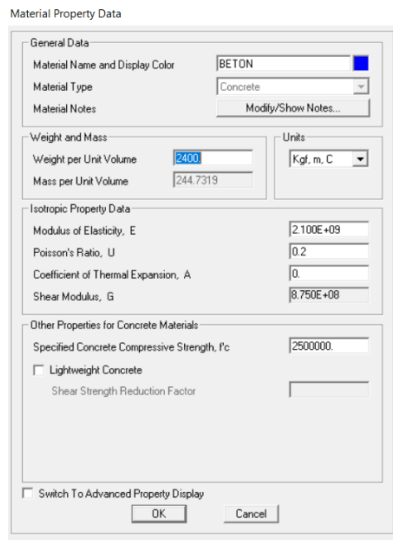 Material Property Data
General Data
Material Name and Display Color BETON
Material Type Concrete
Material Notes Modify/Show Notes...
Weight and Mass Units
Weight per Unit Volume 2400. Kgf, m, C
Mass per Unit Volume 244.7319
Isotropic Property Data
Modulus of Elasticity, E 2.100E+09
Poisson's Ratio, U 0.2
Coefficient of Thermal Expansion, A 0.
Shear Modulus, G 8.750E+08
Other Properties for Concrete Materials
Specified Concrete Compressive Strength, f'c 2500000.
Lightweight Concrete
Shear Strength Reduction Factor
Switch To Advanced Property Display
OK Cancel